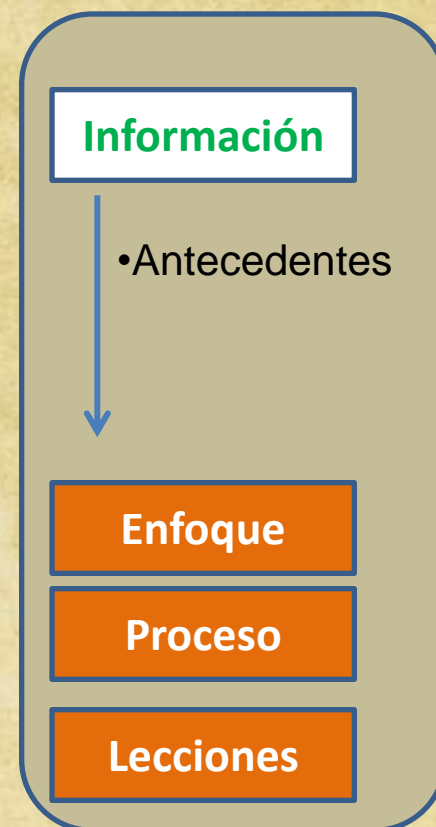 Información
•Antecedentes
Enfoque
Proceso
Lecciones